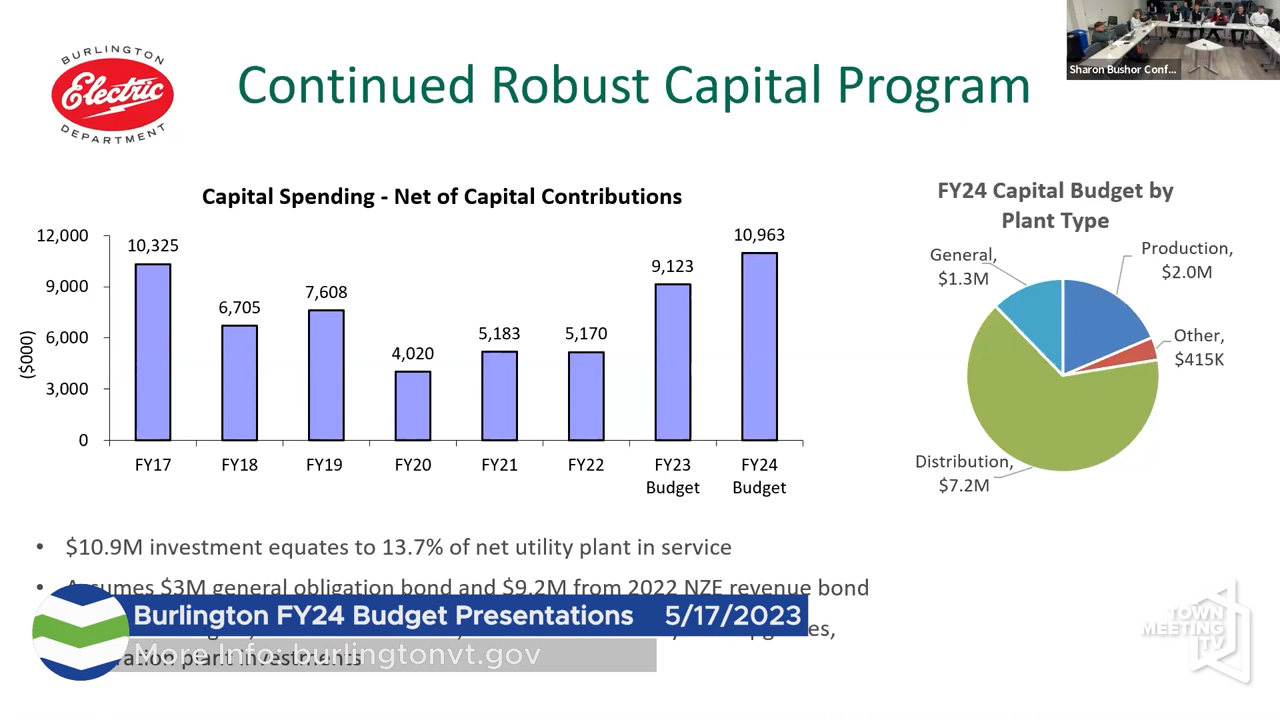 BURLINGTON
Electric
DEPARTMENT
Continued Robust Capital Program
Sharon Bushor Conf...
Capital Spending - Net of Capital Contributions
($000)
12,000
9,000
6,000
3,000
0
10,325
6,705
7,608
4,020
5,183
5,170
9,123
10,963
FY17
FY18
FY19
FY20
FY21
FY22
FY23
Budget
FY24
Budget
FY24 Capital Budget by
Plant Type
General,
$1.3M
Production,
$2.0M
Other,
$415K
Distribution,
$7.2M
• $10.9M investment equates to 13.7% of net utility plant in service
• Assumes $3M general obligation bond and $9.2M from 2022 NZE revenue bond
plant investments
Burlington FY24 Budget Presentations 5/17/2023
More Info: burlingtonvt.gov
TOWN
MEETING
TV